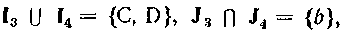 I₃ ∪ I₄ = {C, D}, J₃ ∩ J₄ = {b},